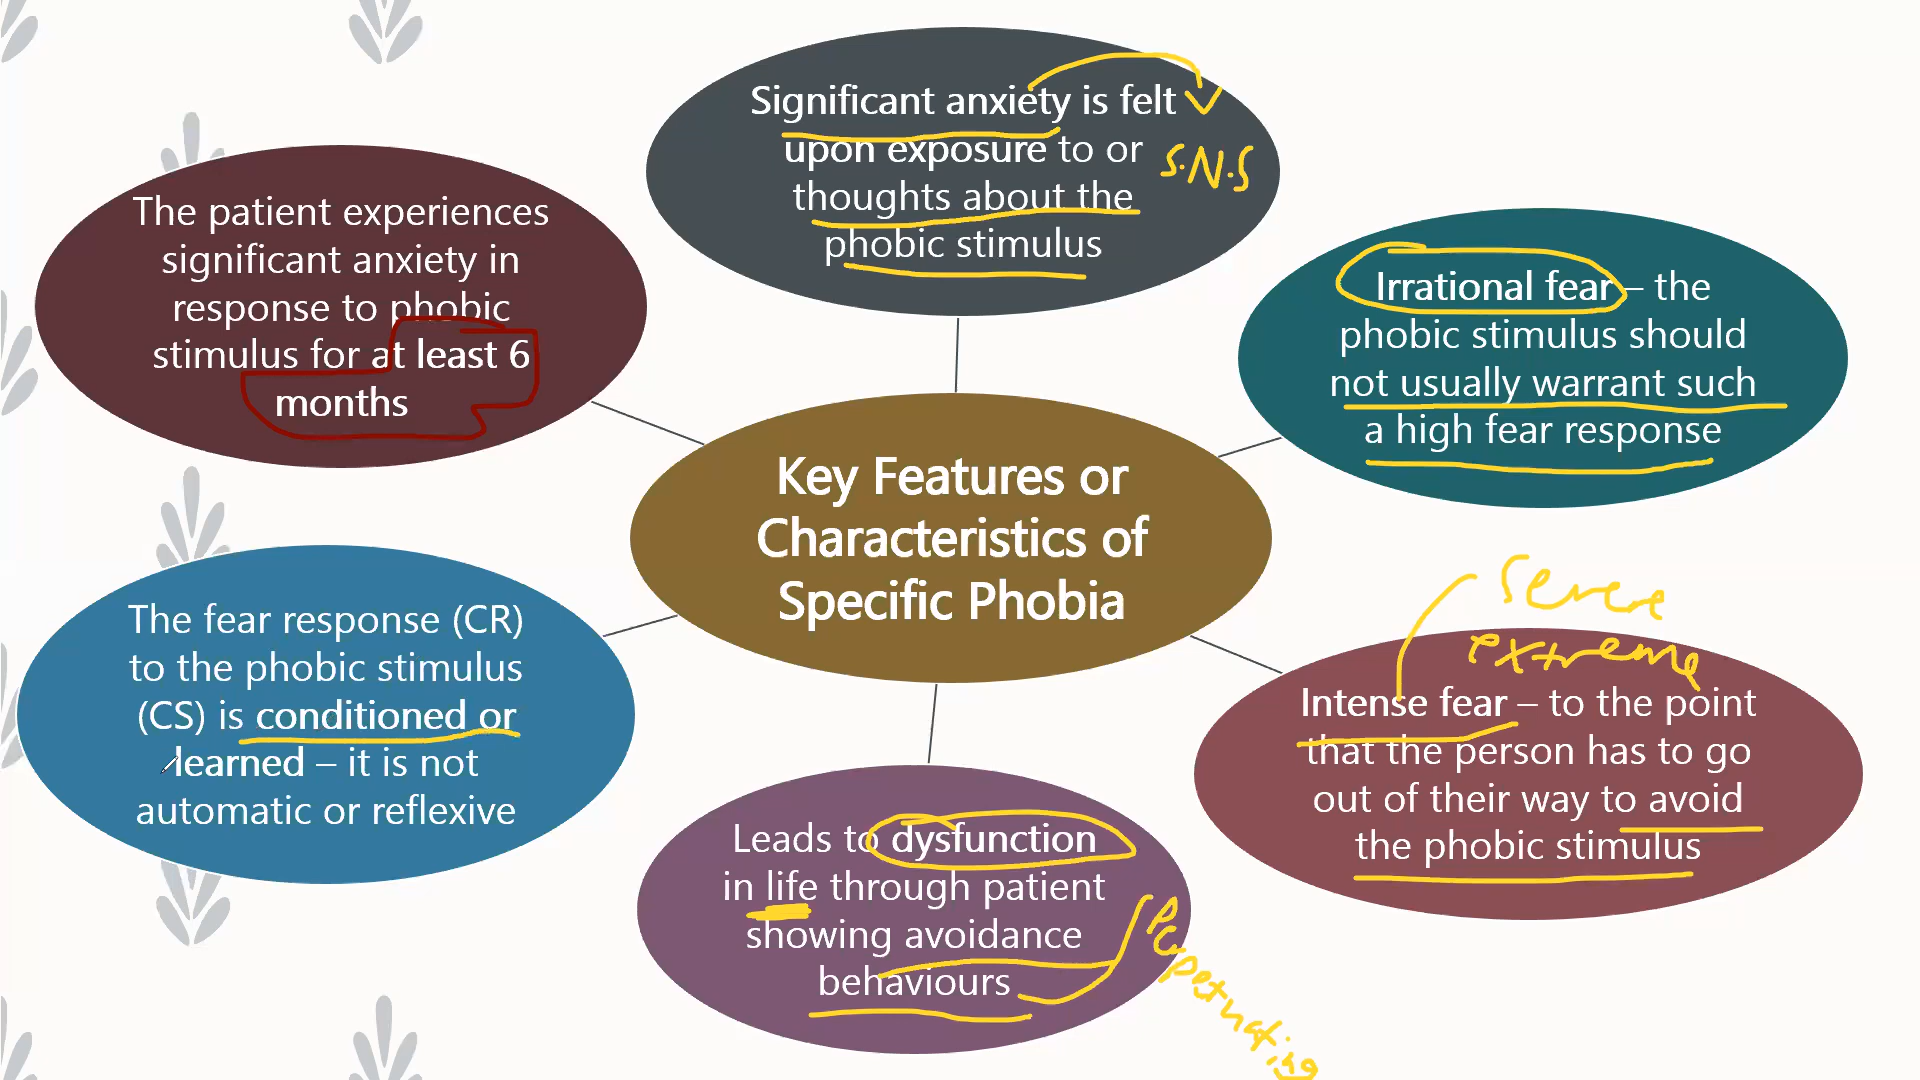 Significant anxiety is felt
upon exposure to or
thoughts about the
phobic stimulus
S.N.S
Irrational fear – the
phobic stimulus should
not usually warrant such
a high fear response
severe
extreme
Intense fear – to the point
that the person has to go
out of their way to avoid
the phobic stimulus
Leads to dysfunction
in life through patient
showing avoidance
behaviours
Perpetuating
The fear response (CR)
to the phobic stimulus
(CS) is conditioned or
learned – it is not
automatic or reflexive
The patient experiences
significant anxiety in
response to phobic
stimulus for at least 6
months
Key Features or
Characteristics of
Specific Phobia